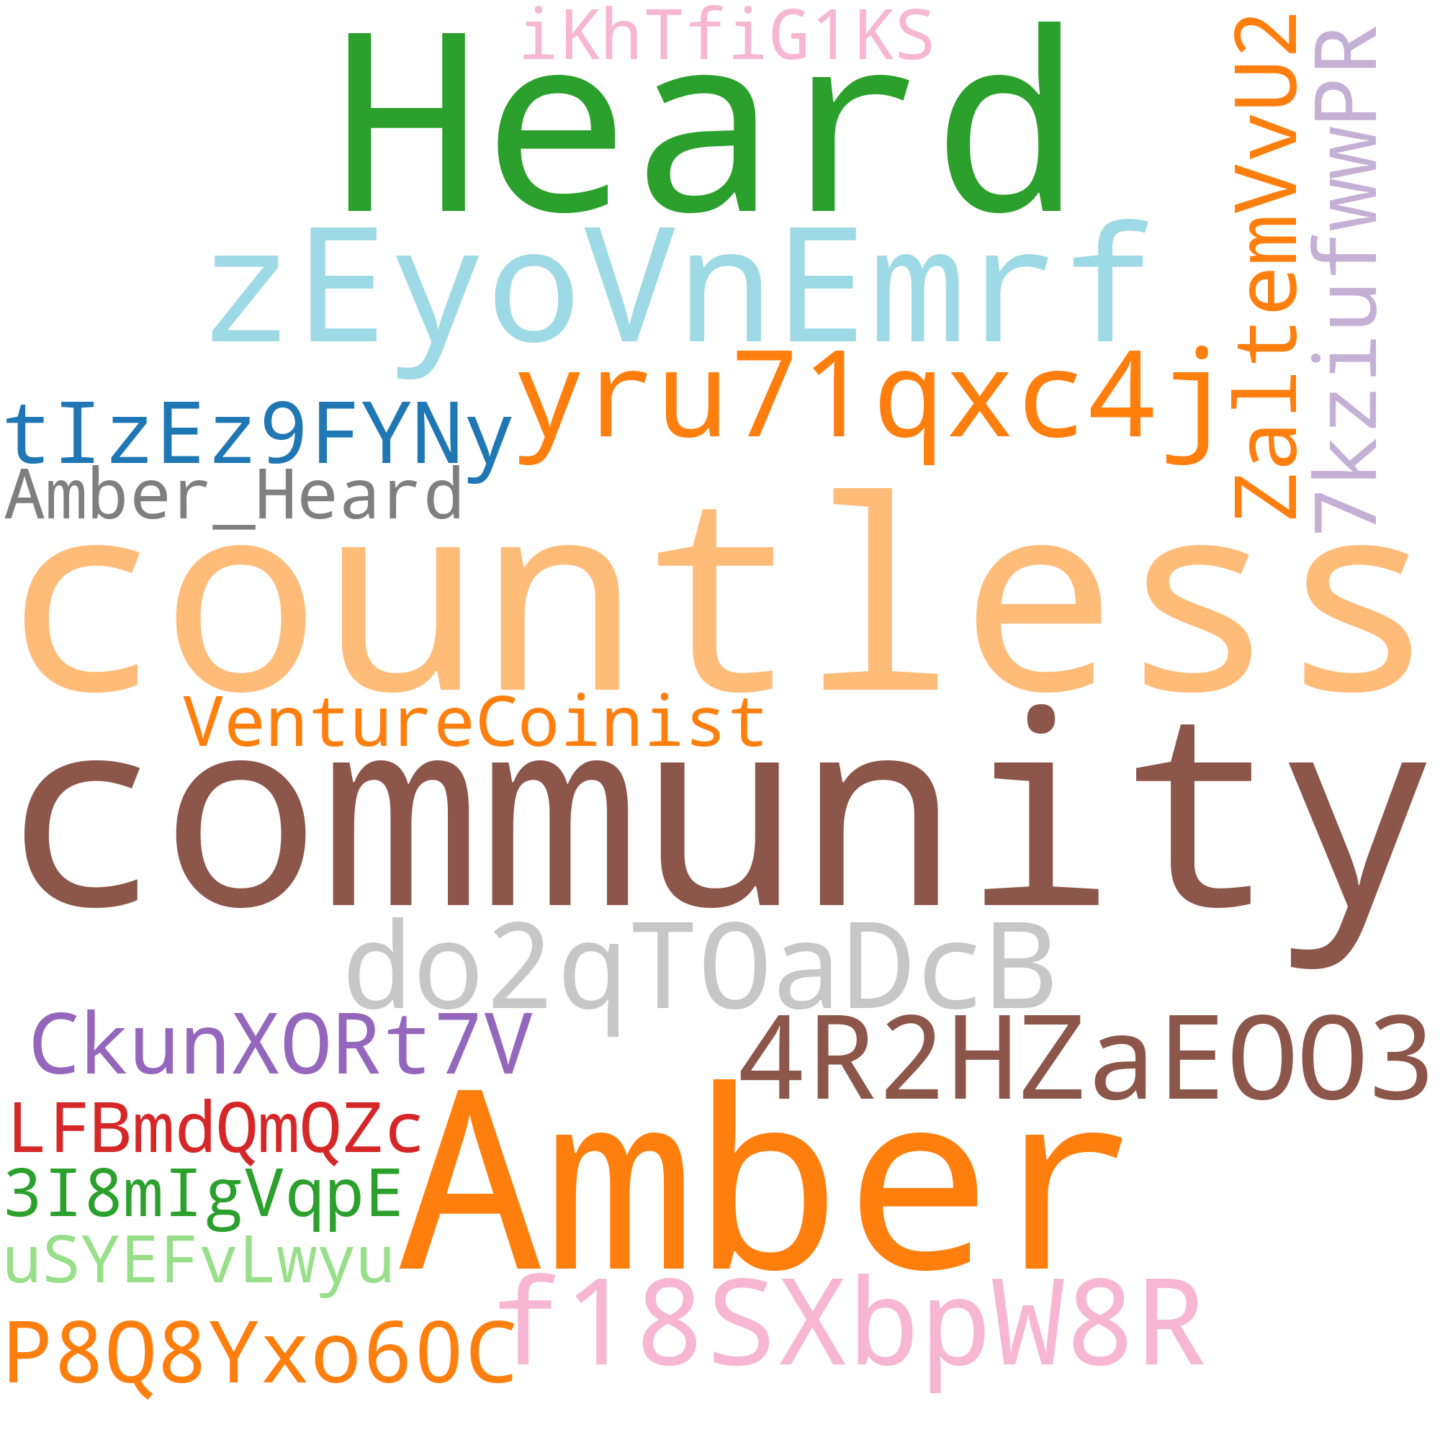 iKhTfiG1KS
Heard
ZaltemVvU2
7kziufwwPR
zEyoVnEmrf
yru71qxc4j
tIzEz9FYNy
Amber_Heard
countless
VentureCoinist
community
do2qTOaDcB
CkunXORt7V
4R2HZaEOO3
LFBmdQmQZc
Amber
3I8mIgVqpE
uSYEFvLwyu
f18SXbpW8R
P8Q8Yxo60C